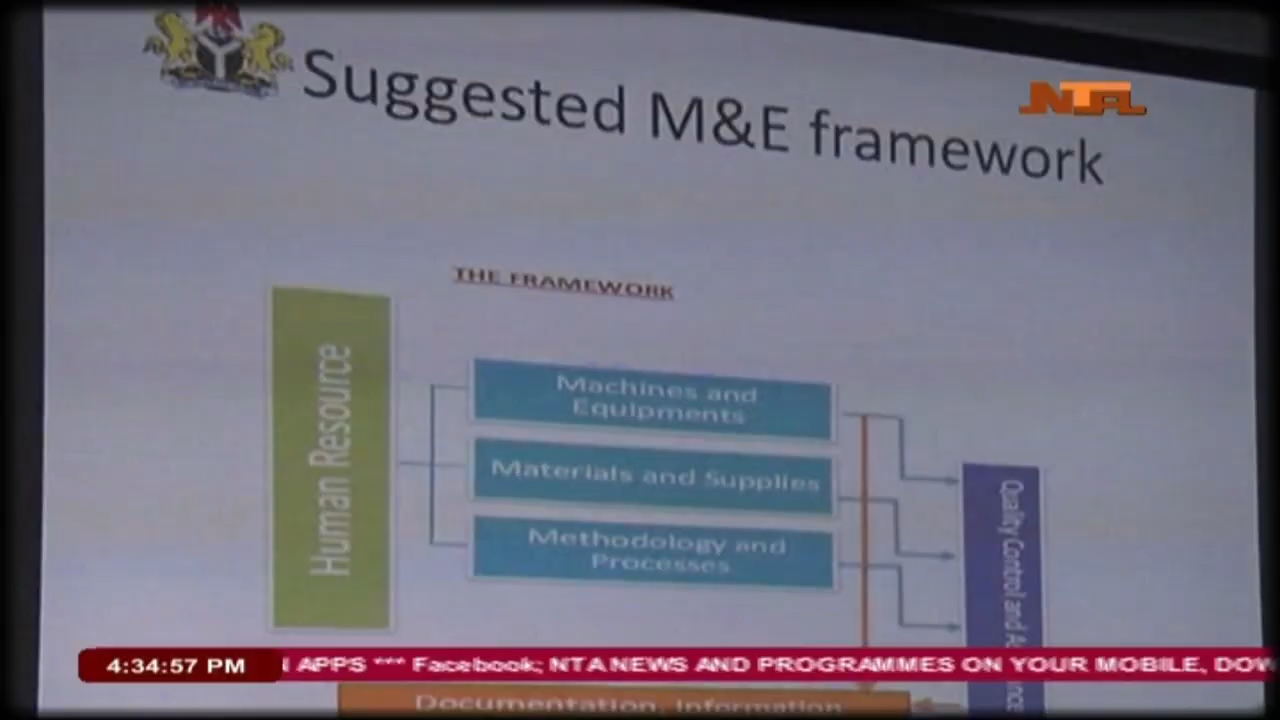 Suggested M&E framework
NTA
THE FRAMEWORK
Human Resource
Machines and
Equipments
Materials and Supplies
Methodology and
Processes
Quality Control and
Documentation, Information
4:34:57 PM
APPS *** Facebook; NTA NEWS AND PROGRAMMES ON YOUR MOBILE,